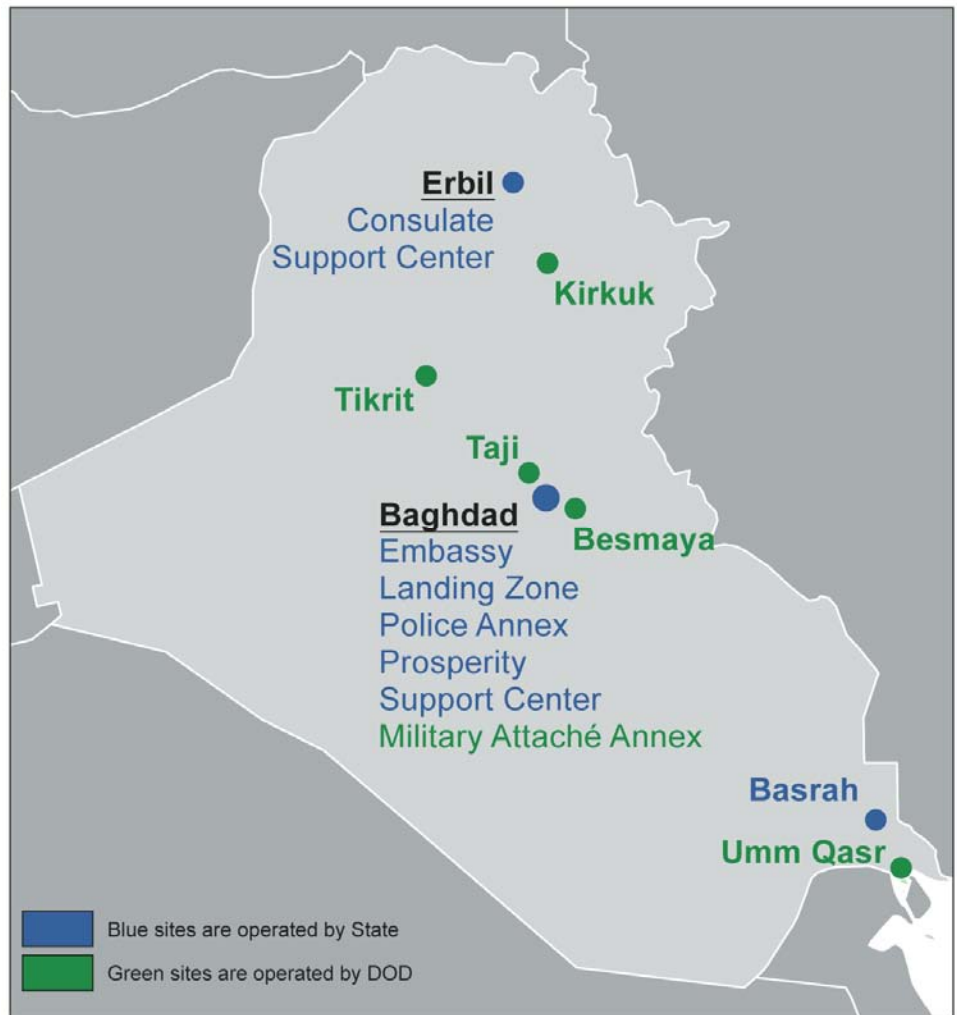 Erbil
Consulate
Support Center
Kirkuk
Tikrit
Taji
Baghdad
Besmaya
Embassy
Landing Zone
Police Annex
Prosperity
Support Center
Military Attaché Annex
Basrah
Umm Qasr
Blue sites are operated by State
Green sites are operated by DOD